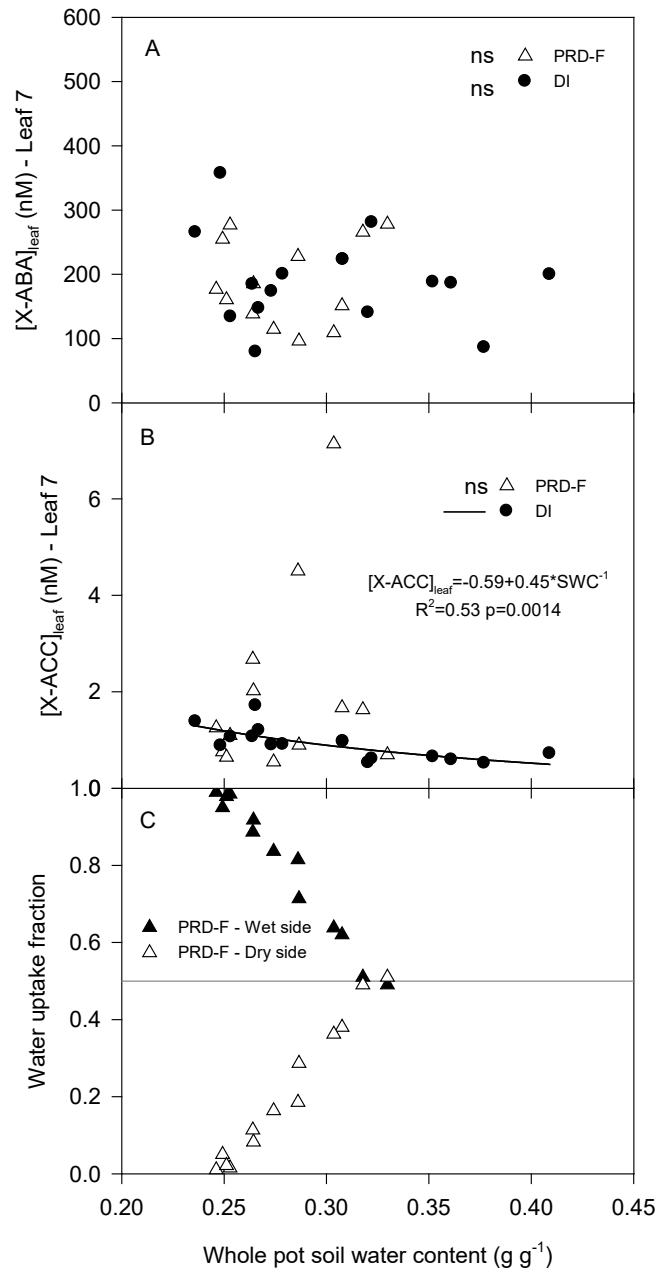 600
A
ns △ PRD-F
ns ● DI
500
400
300
200
100
0
[X-ABA]leaf (nM) - Leaf 7
B
ns △ PRD-F
● DI
[X-ACC]leaf=-0.59+0.45*SWC-1
R2=0.53 p=0.0014
6
4
2
0
[X-ACC]leaf (nM) - Leaf 7
1.0
C
▲ PRD-F - Wet side
△ PRD-F - Dry side
0.8
0.6
0.4
0.2
0.0
Water uptake fraction
0.20 0.25 0.30 0.35 0.40 0.45
Whole pot soil water content (g g-1)